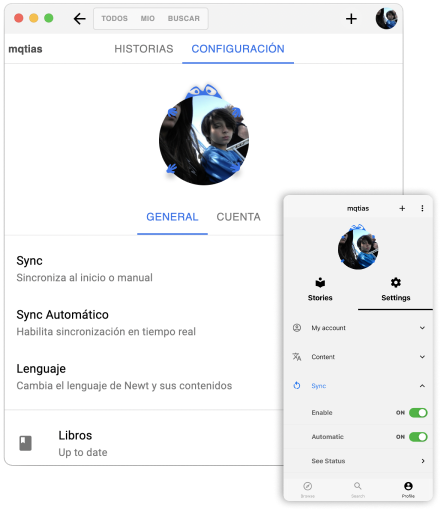 TODOS MIO BUSCAR
mqtias HISTORIAS CONFIGURACIÓN
GENERAL CUENTA
Sync
Sincroniza al inicio o manual
Sync Automático
Habilita sincronización en tiempo real
Lenguaje
Cambia el lenguaje de Newt y sus contenidos
Libros
Up to date
mqtias
Stories Settings
My account
Content
Sync
Enable ON
Automatic ON
See Status
Browse Search Profile